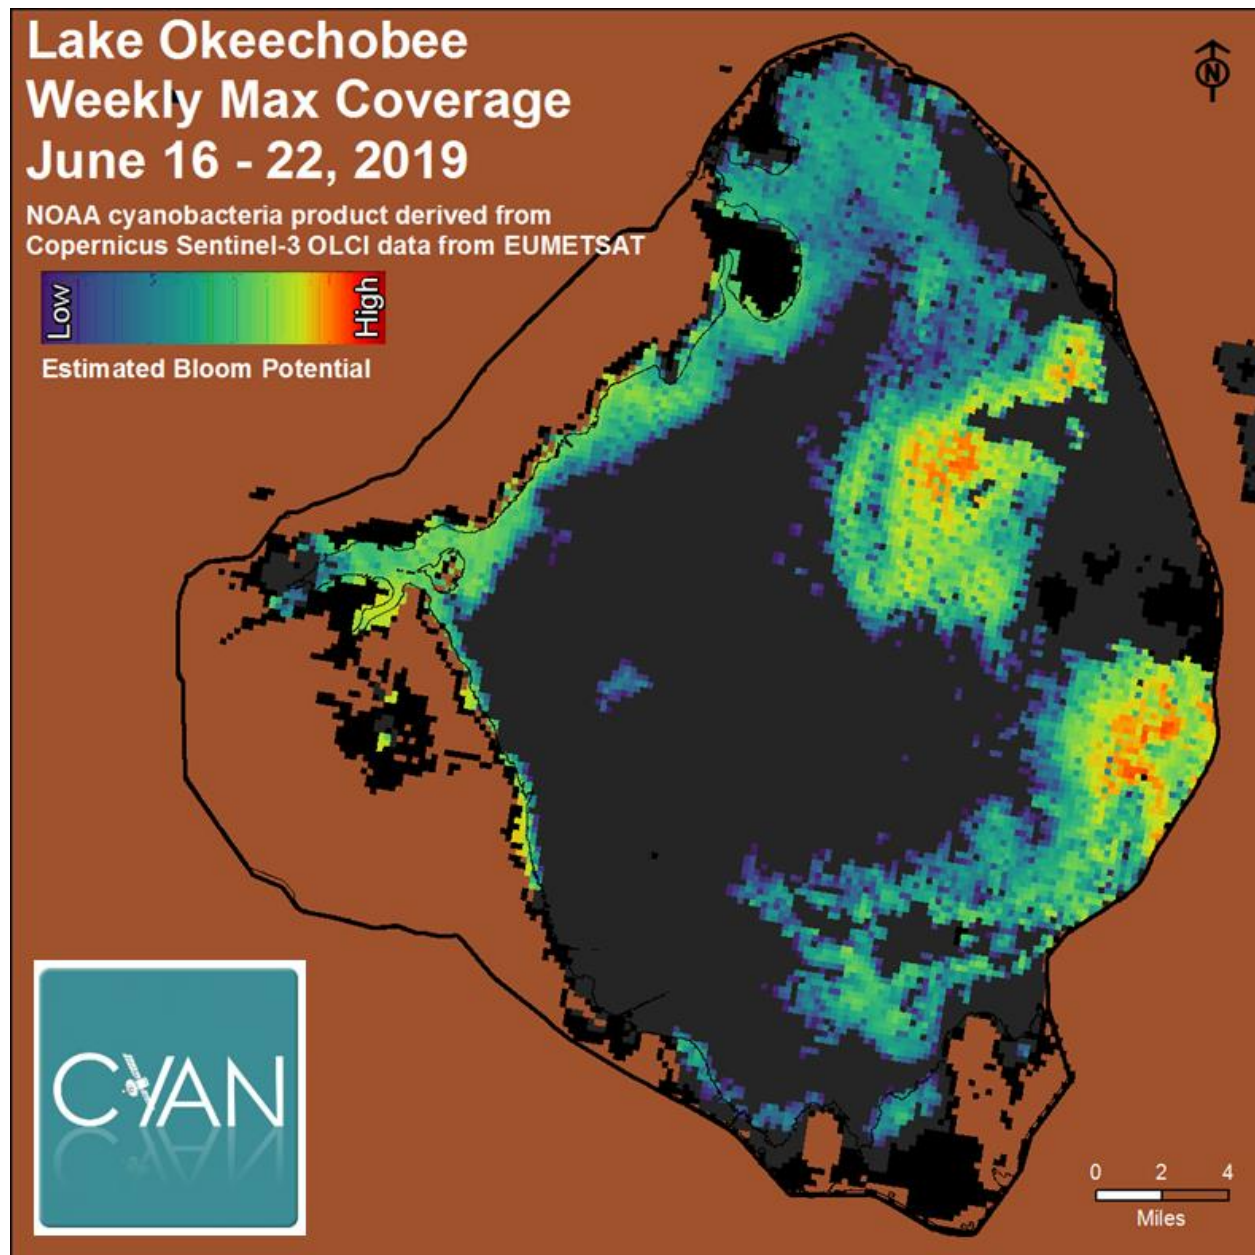 Lake Okeechobee
Weekly Max Coverage
June 16 - 22, 2019
NOAA cyanobacteria product derived from
Copernicus Sentinel-3 OLCI data from EUMETSAT
Low
High
Estimated Bloom Potential
N
CYAN
0 2 4
Miles